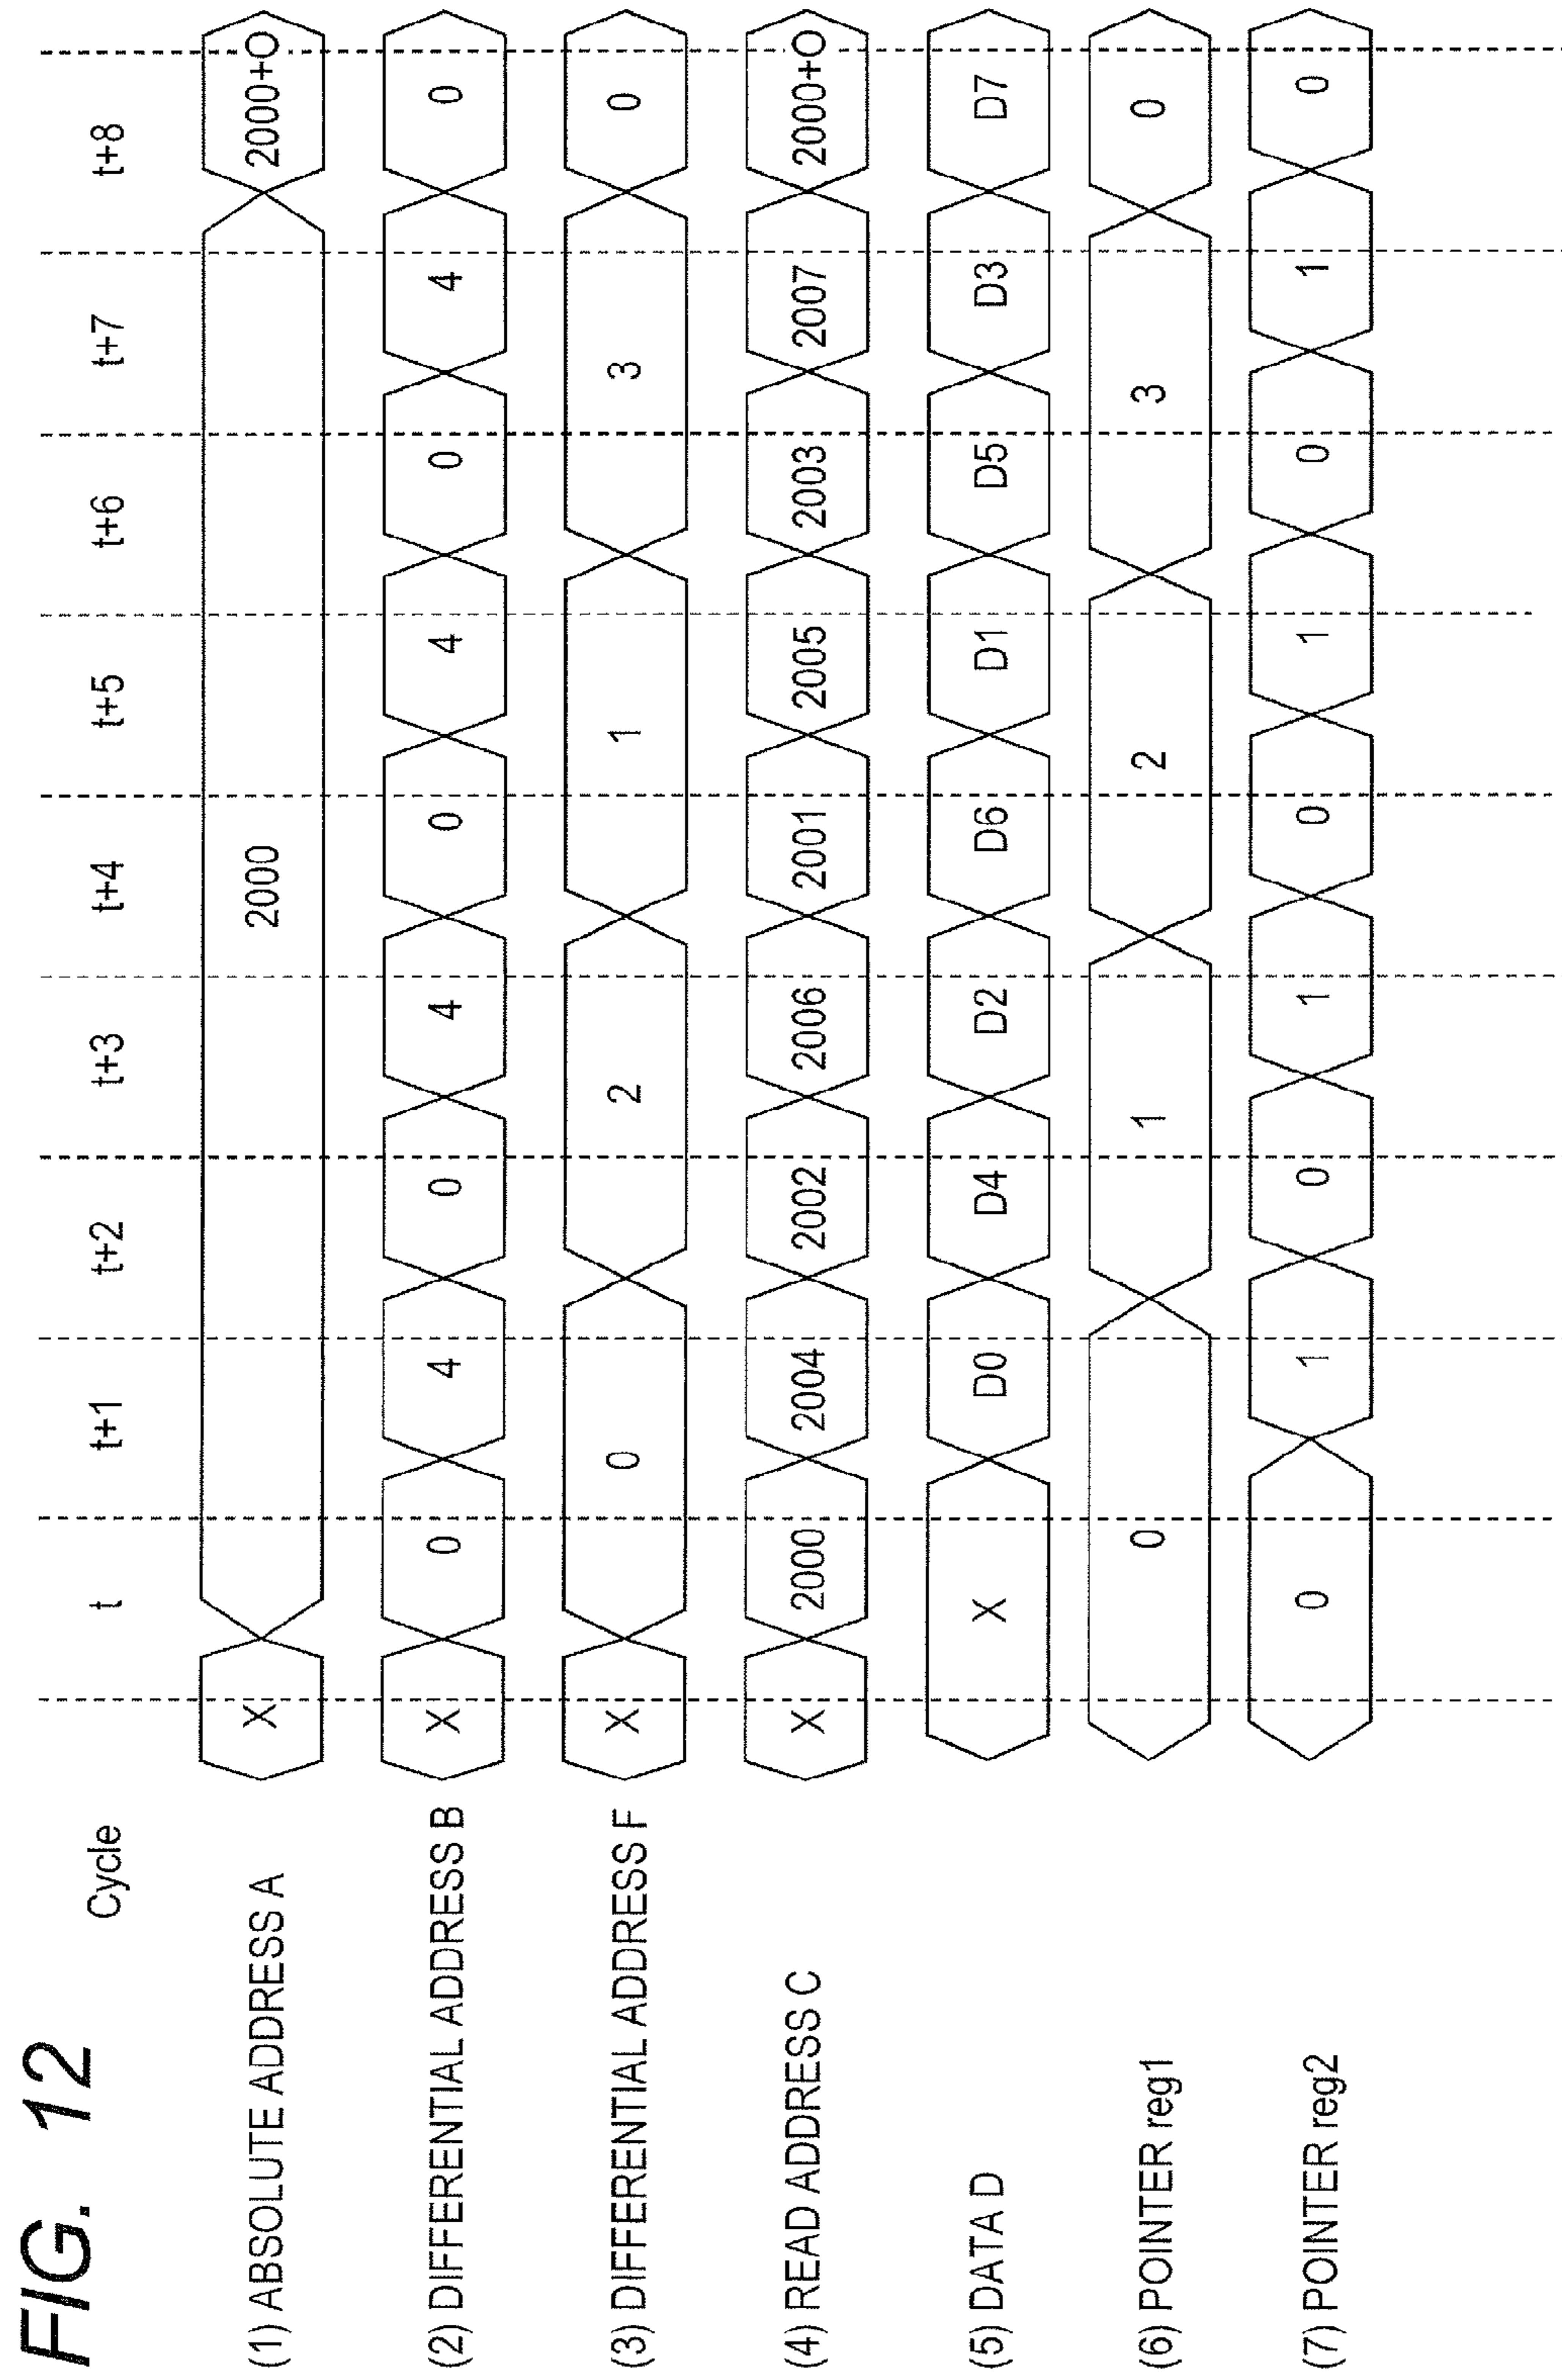 FIG. 12
Cycle t t+1 t+2 t+3 t+4 t+5 t+6 t+7 t+8
(1) ABSOLUTE ADDRESS A X 2000 2000+O
(2) DIFFERENTIAL ADDRESS B X 0 4 0 4 0 4 0 4 0
(3) DIFFERENTIAL ADDRESS F X 0 2 1 3 0
(4) READ ADDRESS C X 2000 2004 2002 2006 2001 2005 2003 2007 2000+O
(5) DATA D X D0 D4 D2 D6 D1 D5 D3 D7
(6) POINTER reg1 0 1 2 3 0
(7) POINTER reg2 0 1 0 1 0 1 0 1 0